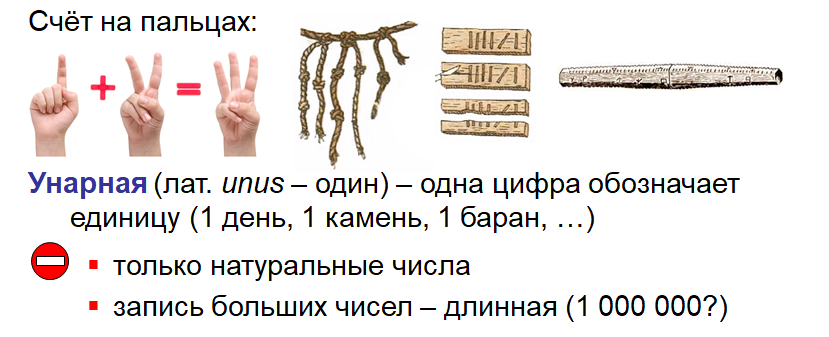 Счёт на пальцах:
+ =
Унарная (лат. unus – один) – одна цифра обозначает
единицу (1 день, 1 камень, 1 баран, …)
только натуральные числа
запись больших чисел – длинная (1 000 000?)